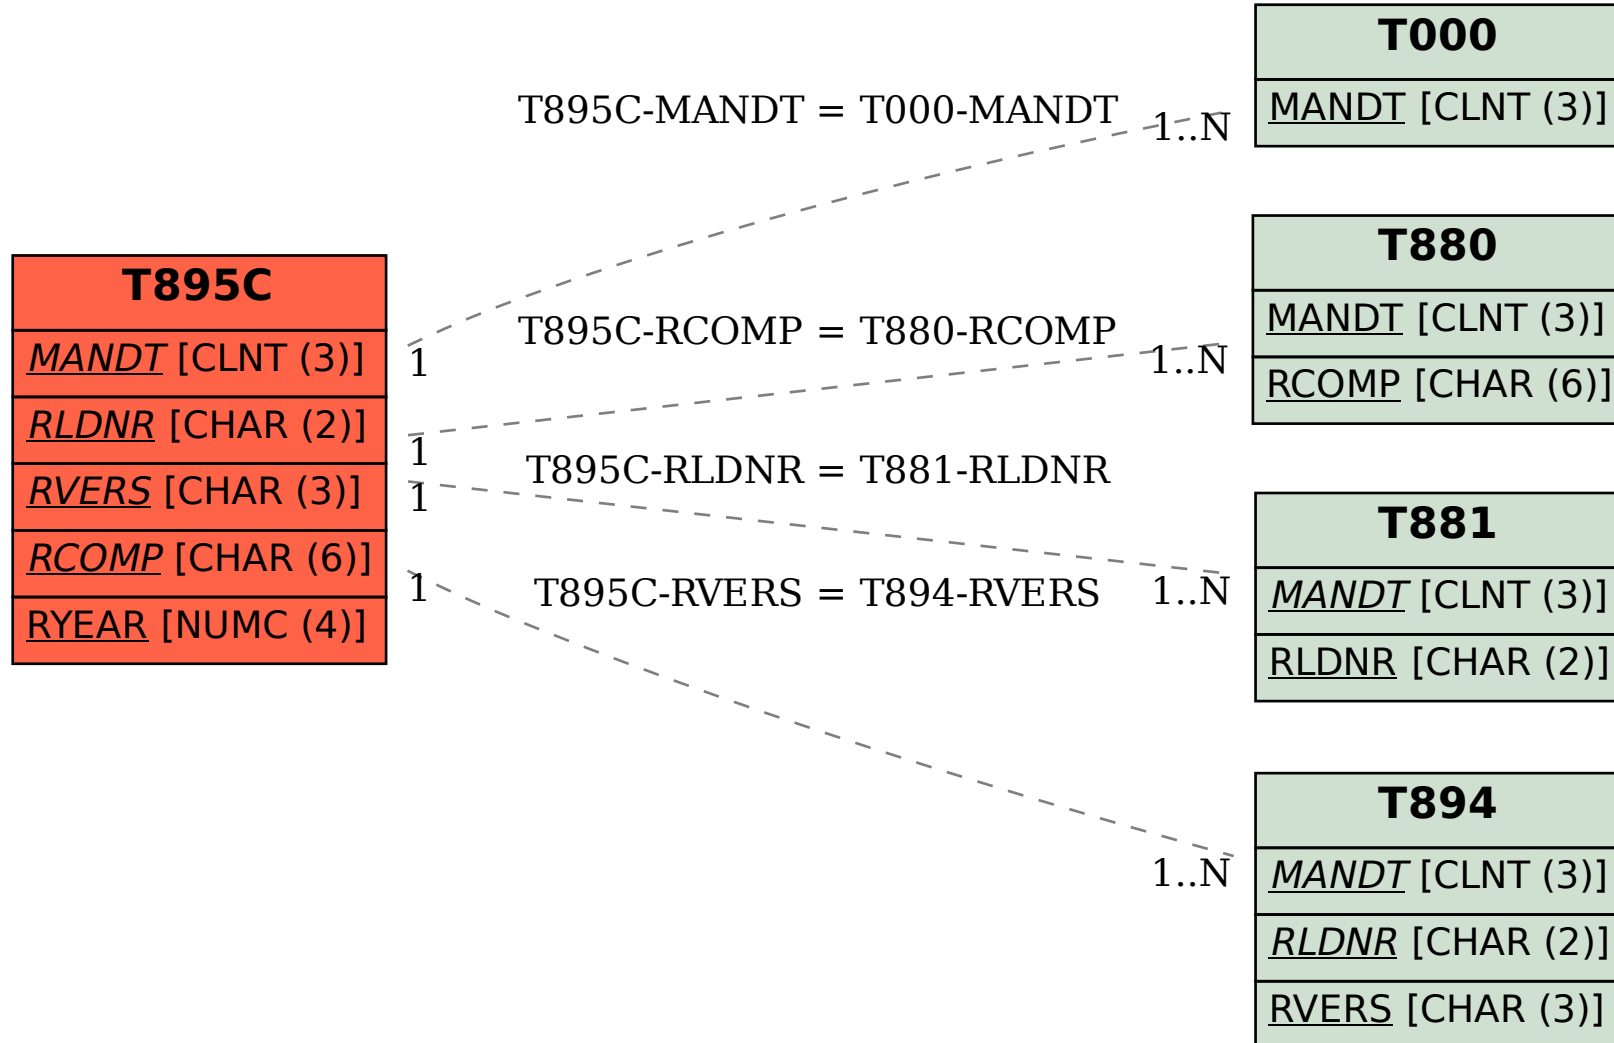 T000
MANDT [CLNT (3)]
T895C-MANDT = T000-MANDT
1..N
T880
MANDT [CLNT (3)]
RCOMP [CHAR (6)]
T895C
MANDT [CLNT (3)]
RLDNR [CHAR (2)]
RVERS [CHAR (3)]
RCOMP [CHAR (6)]
RYEAR [NUMC (4)]
1
T895C-RCOMP = T880-RCOMP
1..N
1
T895C-RLDNR = T881-RLDNR
1
T881
MANDT [CLNT (3)]
RLDNR [CHAR (2)]
1
T895C-RVERS = T894-RVERS
1..N
T894
MANDT [CLNT (3)]
RLDNR [CHAR (2)]
RVERS [CHAR (3)]
1..N